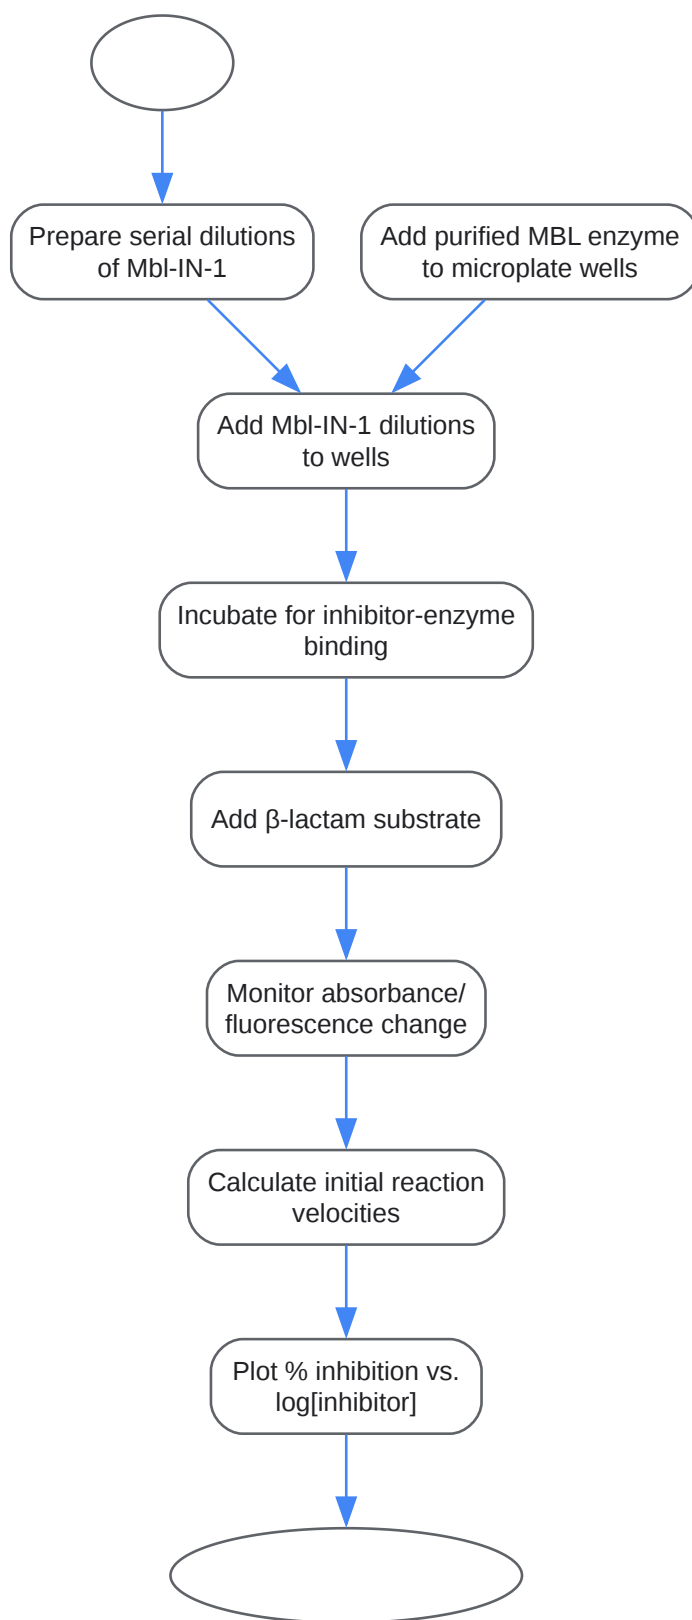 Prepare serial dilutions
of Mbl-IN-1
Add purified MBL enzyme
to microplate wells
Add Mbl-IN-1 dilutions
to wells
Incubate for inhibitor-enzyme
binding
Add β-lactam substrate
Monitor absorbance/
fluorescence change
Calculate initial reaction
velocities
Plot % inhibition vs.
log[inhibitor]